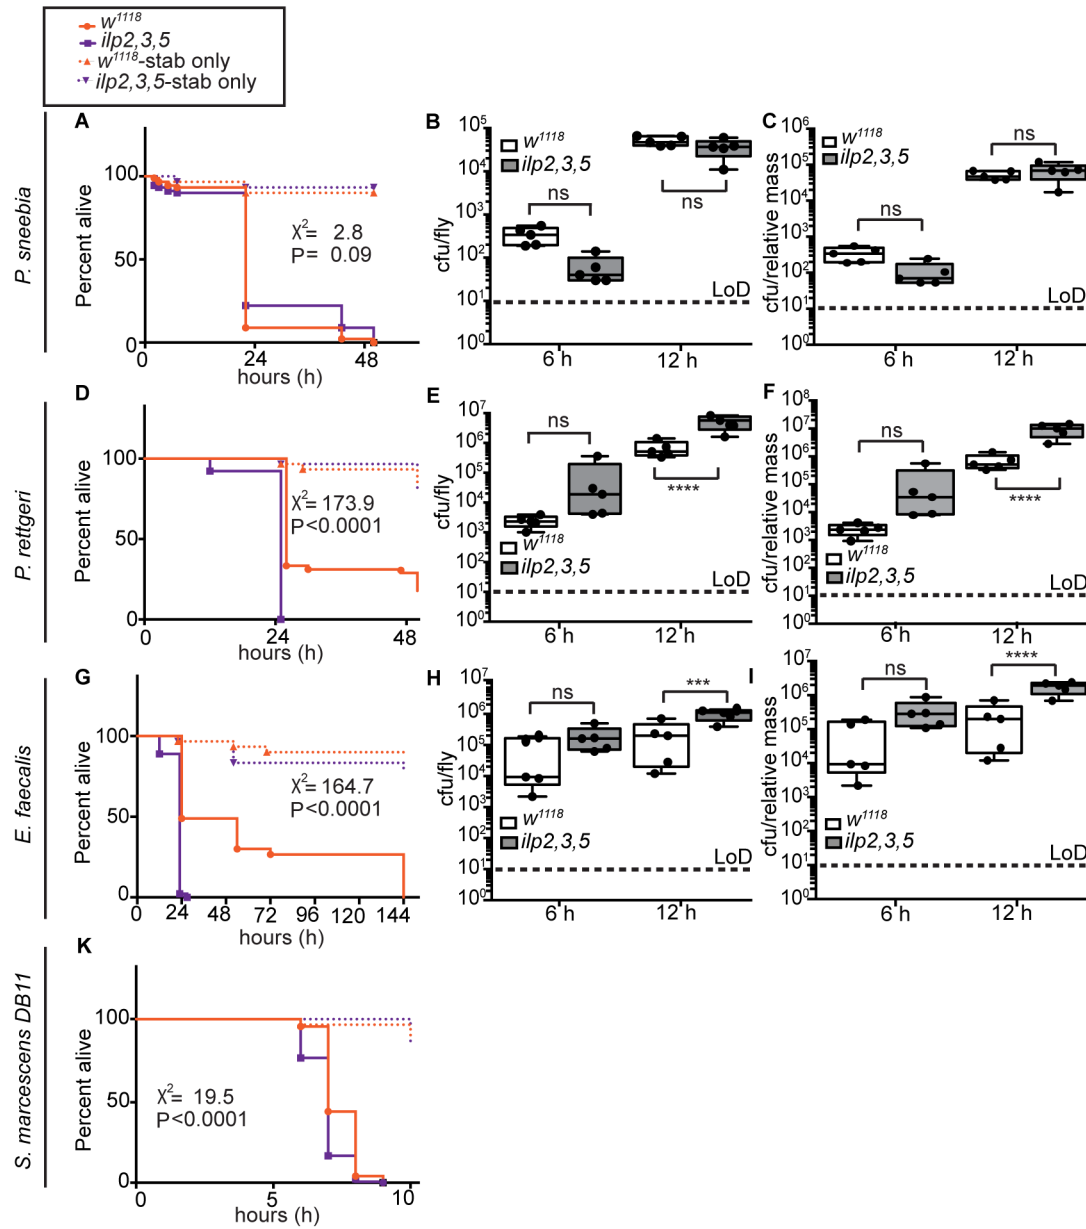 w1118
ilp2,3,5
w1118-stab only
ilp2,3,5-stab only
P. sneebia
A
Percent alive
100
50
0
χ2= 2.8
P= 0.09
0 24 48
hours (h)
B
cfu/fly
105
104
103
102
101
100
w1118
ilp2,3,5
ns
ns
LoD
6 h 12 h
C
cfu/relative mass
106
105
104
103
102
101
100
w1118
ilp2,3,5
ns
ns
LoD
6 h 12 h
P. rettgeri
D
Percent alive
100
50
0
χ2= 173.9
P<0.0001
0 24 48
hours (h)
E
cfu/fly
107
106
105
104
103
102
101
100
ns
****
w1118
ilp2,3,5
LoD
6 h 12 h
F
cfu/relative mass
108
107
106
105
104
103
102
101
100
ns
****
w1118
ilp2,3,5
LoD
6 h 12 h
E. faecalis
G
Percent alive
100
50
0
χ2= 164.7
P<0.0001
0 24 48 72 96 120 144
hours (h)
H
cfu/fly
107
106
105
104
103
102
101
100
ns
***
w1118
ilp2,3,5
LoD
6 h 12 h
I
cfu/relative mass
107
106
105
104
103
102
101
100
ns
****
w1118
ilp2,3,5
LoD
6 h 12 h
S. marcescens DB11
K
Percent alive
100
50
0
χ2= 19.5
P<0.0001
0 5 10
hours (h)